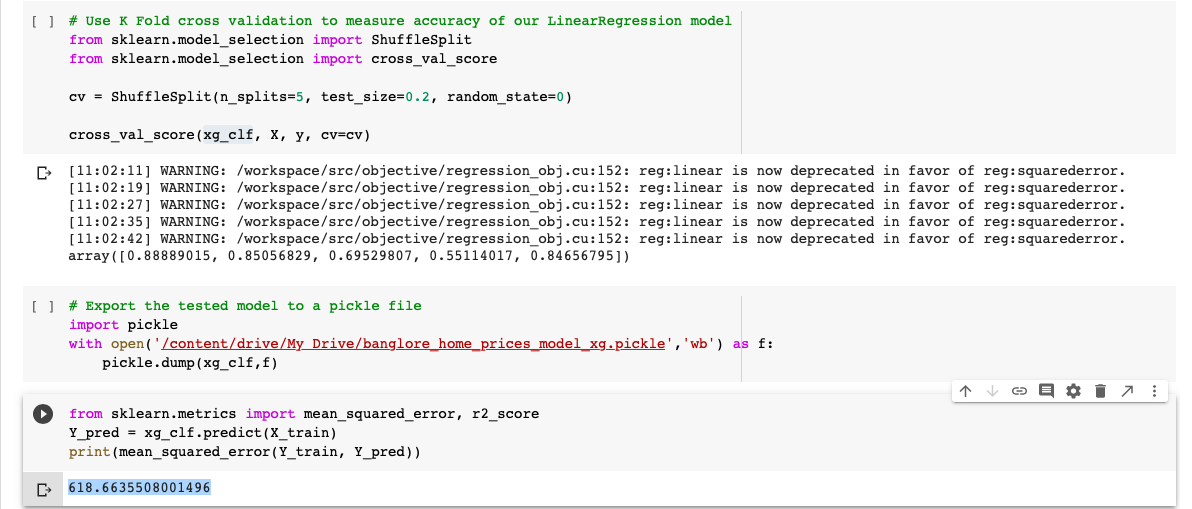 [ ] # Use K Fold cross validation to measure accuracy of our LinearRegression model
from sklearn.model_selection import ShuffleSplit
from sklearn.model_selection import cross_val_score
cv = ShuffleSplit(n_splits=5, test_size=0.2, random_state=0)
cross_val_score(xg_clf, X, y, cv=cv)
[11:02:11] WARNING: /workspace/src/objective/regression_obj.cu:152: reg:linear is now deprecated in favor of reg:squarederror.
[11:02:19] WARNING: /workspace/src/objective/regression_obj.cu:152: reg:linear is now deprecated in favor of reg:squarederror.
[11:02:27] WARNING: /workspace/src/objective/regression_obj.cu:152: reg:linear is now deprecated in favor of reg:squarederror.
[11:02:35] WARNING: /workspace/src/objective/regression_obj.cu:152: reg:linear is now deprecated in favor of reg:squarederror.
[11:02:42] WARNING: /workspace/src/objective/regression_obj.cu:152: reg:linear is now deprecated in favor of reg:squarederror.
array([0.88889015, 0.85056829, 0.69529807, 0.55114017, 0.84656795])
[ ] # Export the tested model to a pickle file
import pickle
with open('/content/drive/My Drive/banglore_home_prices_model_xg.pickle','wb') as f:
    pickle.dump(xg_clf,f)
from sklearn.metrics import mean_squared_error, r2_score
Y_pred = xg_clf.predict(X_train)
print(mean_squared_error(Y_train, Y_pred))
618.6635508001496